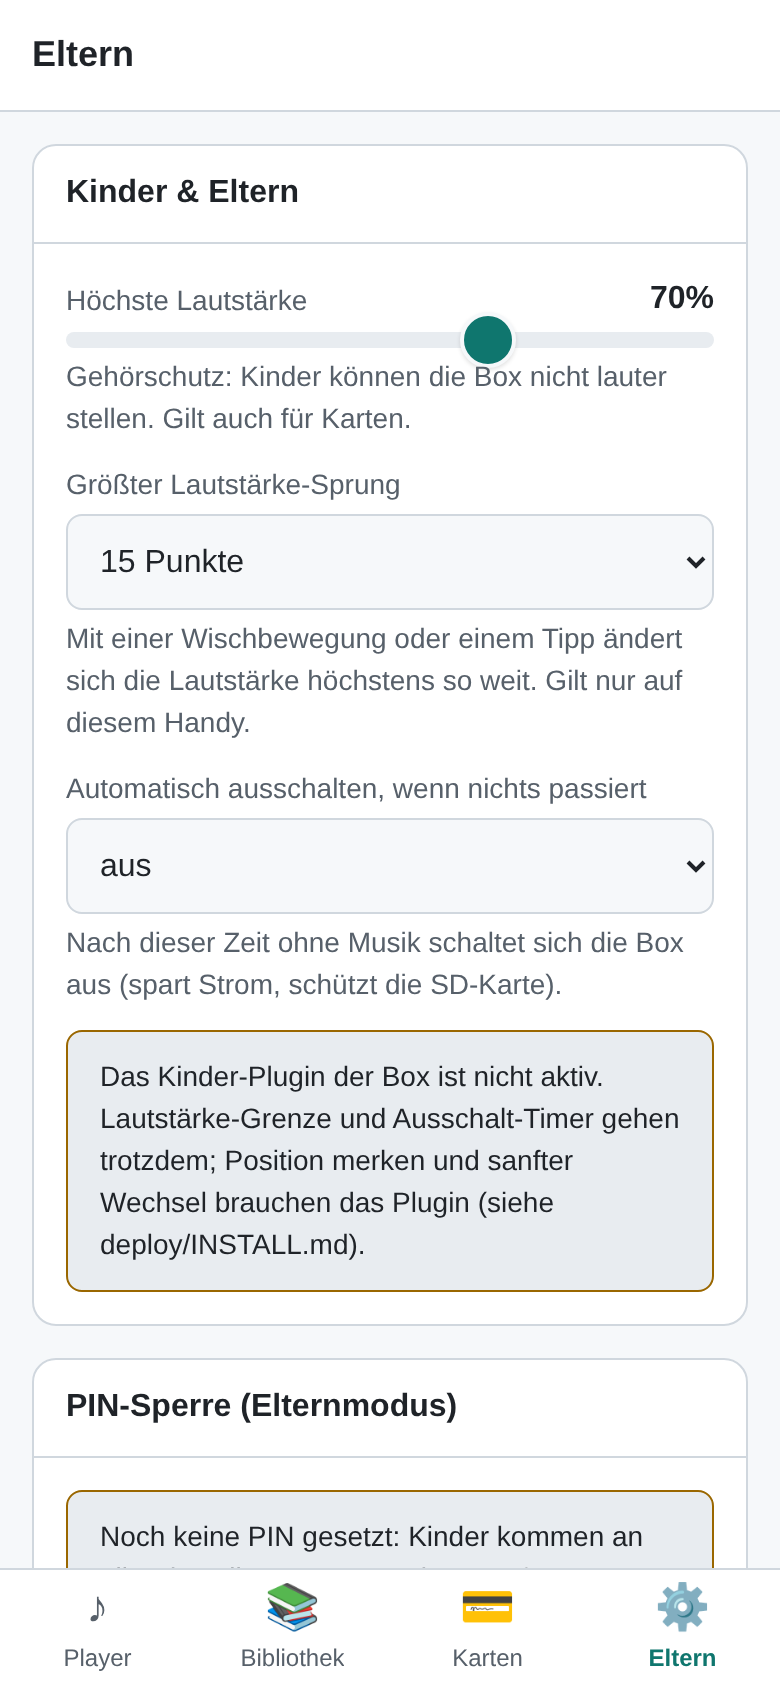 Eltern
Kinder & Eltern
Höchste Lautstärke
70%
Gehörschutz: Kinder können die Box nicht lauter
stellen. Gilt auch für Karten.
Größter Lautstärke-Sprung
15 Punkte
Mit einer Wischbewegung oder einem Tipp ändert
sich die Lautstärke höchstens so weit. Gilt nur auf
diesem Handy.
Automatisch ausschalten, wenn nichts passiert
aus
Nach dieser Zeit ohne Musik schaltet sich die Box
aus (spart Strom, schützt die SD-Karte).
Das Kinder-Plugin der Box ist nicht aktiv.
Lautstärke-Grenze und Ausschalt-Timer gehen
trotzdem; Position merken und sanfter
Wechsel brauchen das Plugin (siehe
deploy/INSTALL.md).
PIN-Sperre (Elternmodus)
Noch keine PIN gesetzt: Kinder kommen an
Player
Bibliothek
Karten
Eltern